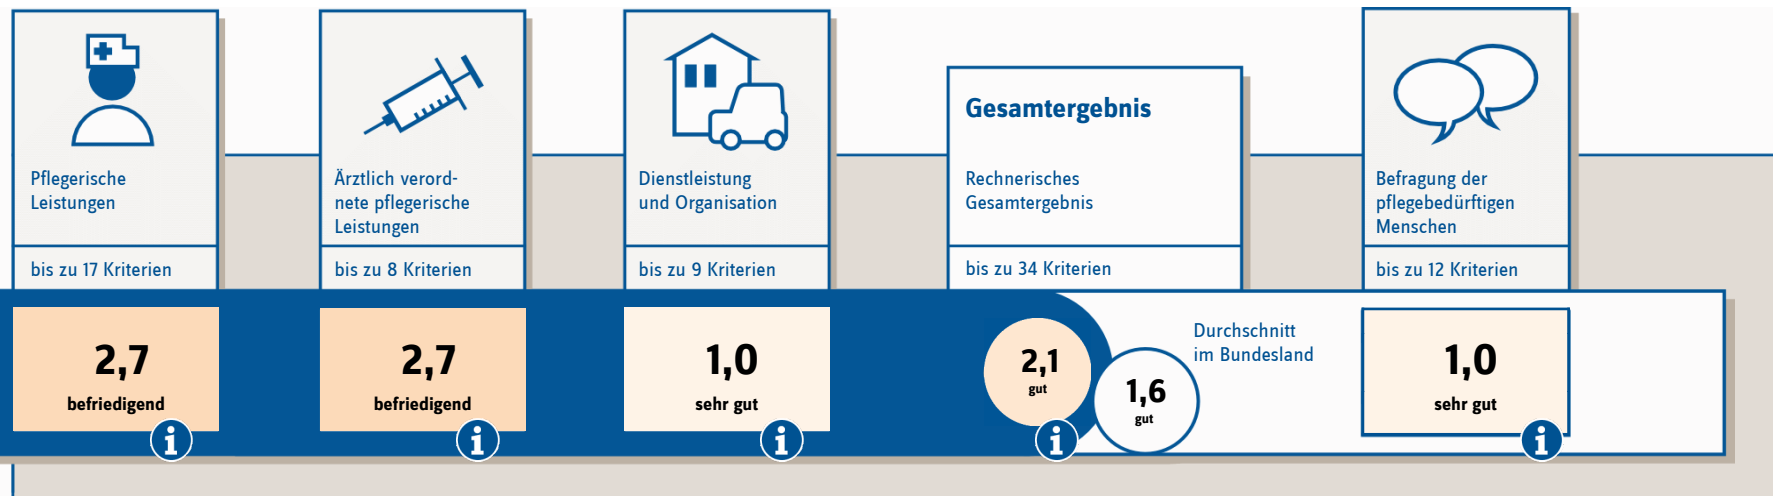 Pflegerische
Leistungen
bis zu 17 Kriterien
2,7
befriedigend
i
Ärztlich verord-
nete pflegerische
Leistungen
bis zu 8 Kriterien
2,7
befriedigend
i
Dienstleistung
und Organisation
bis zu 9 Kriterien
1,0
sehr gut
i
Gesamtergebnis
Rechnerisches
Gesamtergebnis
bis zu 34 Kriterien
2,1
gut
i
1,6
gut
Durchschnitt
im Bundesland
Befragung der
pflegebedürftigen
Menschen
bis zu 12 Kriterien
1,0
sehr gut
i